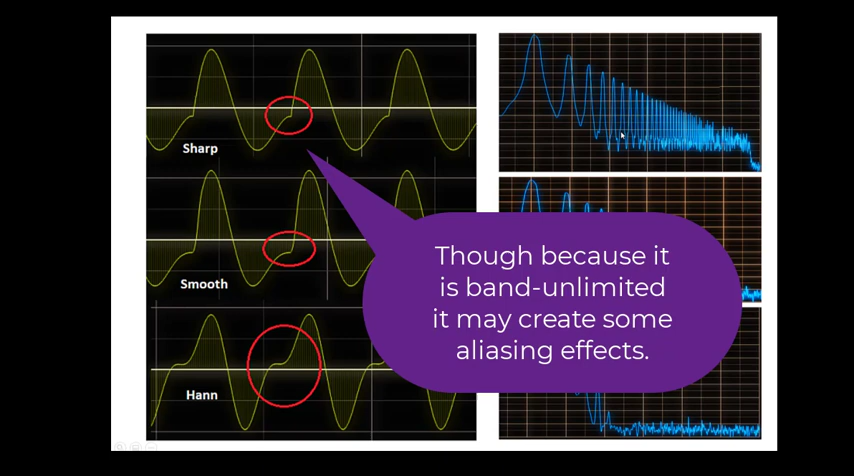 Sharp
Smooth
Hann
Though because it
is band-unlimited
it may create some
aliasing effects.